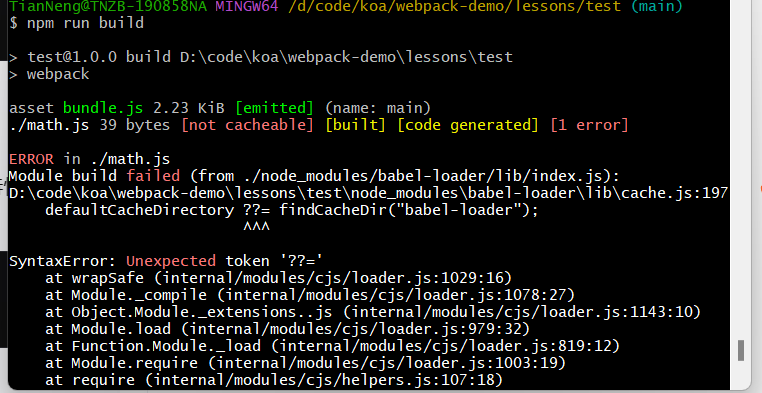 TianNeng@TNZB-190858NA MINGW64 /d/code/koa/webpack-demo/lessons/test (main)
$ npm run build
> test@1.0.0 build D:\code\koa\webpack-demo\lessons\test
> webpack
asset bundle.js 2.23 KiB [emitted] (name: main)
./math.js 39 bytes [not cacheable] [built] [code generated] [1 error]
ERROR in ./math.js
Module build failed (from ./node_modules/babel-loader/lib/index.js):
D:\code\koa\webpack-demo\lessons\test\node_modules\babel-loader\lib\cache.js:197
    defaultCacheDirectory ??= findCacheDir("babel-loader");
                          ^^^
SyntaxError: Unexpected token '??='
    at wrapSafe (internal/modules/cjs/loader.js:1029:16)
    at Module._compile (internal/modules/cjs/loader.js:1078:27)
    at Object.Module._extensions..js (internal/modules/cjs/loader.js:1143:10)
    at Module.load (internal/modules/cjs/loader.js:979:32)
    at Function.Module._load (internal/modules/cjs/loader.js:819:12)
    at Module.require (internal/modules/cjs/loader.js:1003:19)
    at require (internal/modules/cjs/helpers.js:107:18)